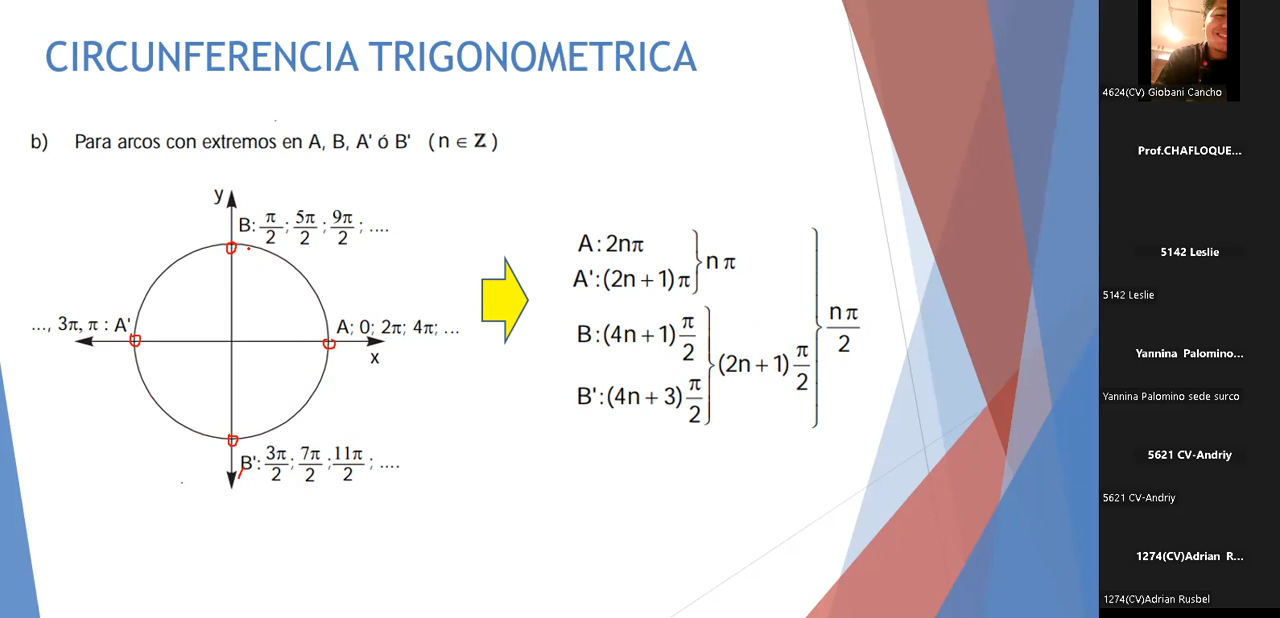 CIRCUNFERENCIA TRIGONOMETRICA
b) Para arcos con extremos en A, B, A' ó B' (n ∈ Z)
y
B: π/2 ; 5π/2 ; 9π/2 ; ....
..., 3π, π : A'
A; 0; 2π; 4π; ...
x
B': 3π/2 ; 7π/2 ; 11π/2 ; ....
A : 2nπ
A' : (2n + 1) π
n π
B : (4n + 1) π/2
B' : (4n + 3) π/2
(2n + 1) π/2
n π/2
4624(CV) Giobani Cancho
Prof.CHAFLOQUE...
5142 Leslie
5142 Leslie
Yannina Palomino...
Yannina Palomino sede surco
5621 CV-Andriy
5621 CV-Andriy
1274(CV)Adrian R...
1274(CV)Adrian Rusbel